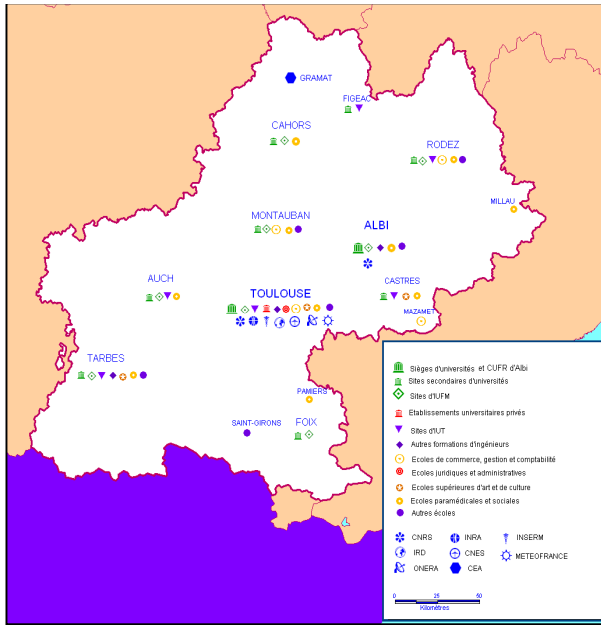 GRAMAT
FIGEAC
CAHORS
RODEZ
MILLAU
MONTAUBAN
ALBI
AUCH
TOULOUSE
CASTRES
MAZAMET
TARBES
PAMIERS
SAINT-GIRONS
FOIX
Sièges d'universités et CUFR d'Albi
Sites secondaires d'universités
Sites d'IUFM
Etablissements universitaires privés
Sites d'IUT
Autres formations d'ingénieurs
Ecoles de commerce, gestion et comptabilité
Ecoles juridiques et administratives
Ecoles supérieures d'art et de culture
Ecoles paramédicales et sociales
Autres écoles
CNRS INRA INSERM
IRD CNES METEOFRANCE
ONERA CEA
0 25 50
Kilomètres